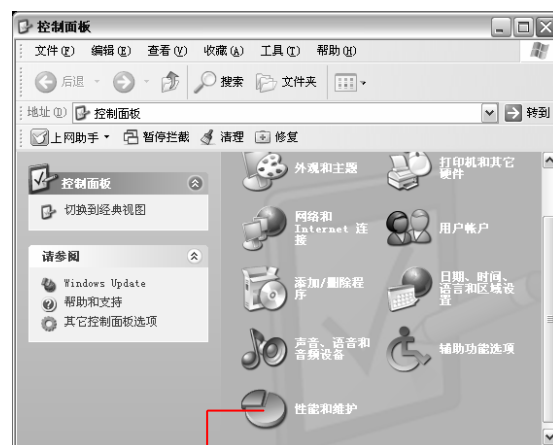 控制面板
文件(F) 编辑(E) 查看(V) 收藏(A) 工具(T) 帮助(H)
后退 搜索 文件夹
地址(D) 控制面板 转到
上网助手 暂停拦截 清理 修复
控制面板
切换到经典视图
请参阅
Windows Update
帮助和支持
其它控制面板选项
外观和主题
打印机和其它
硬件
网络和
Internet 连
接
用户帐户
添加/删除程
序
日期、时间、
语言和区域设
置
声音、语音和
音频设备
辅助功能选项
性能和维护